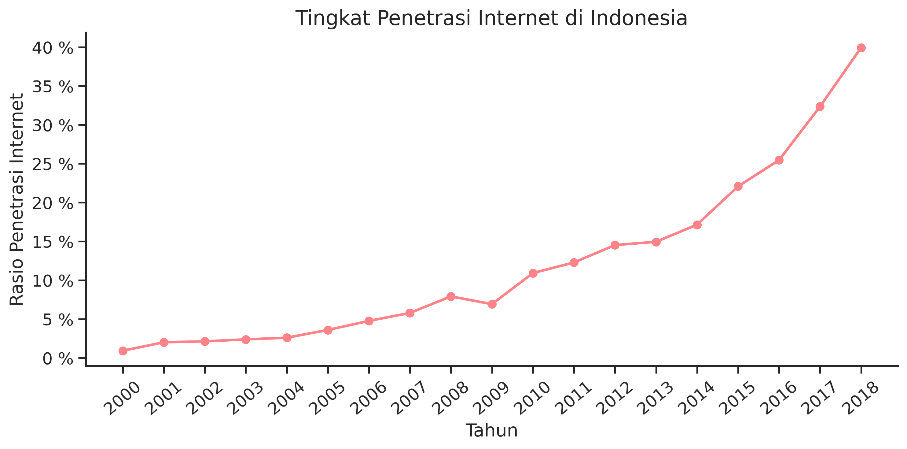 Tingkat Penetrasi Internet di Indonesia
Rasio Penetrasi Internet
40 %
35 %
30 %
25 %
20 %
15 %
10 %
5 %
0 %
2000 2001 2002 2003 2004 2005 2006 2007 2008 2009 2010 2011 2012 2013 2014 2015 2016 2017 2018
Tahun